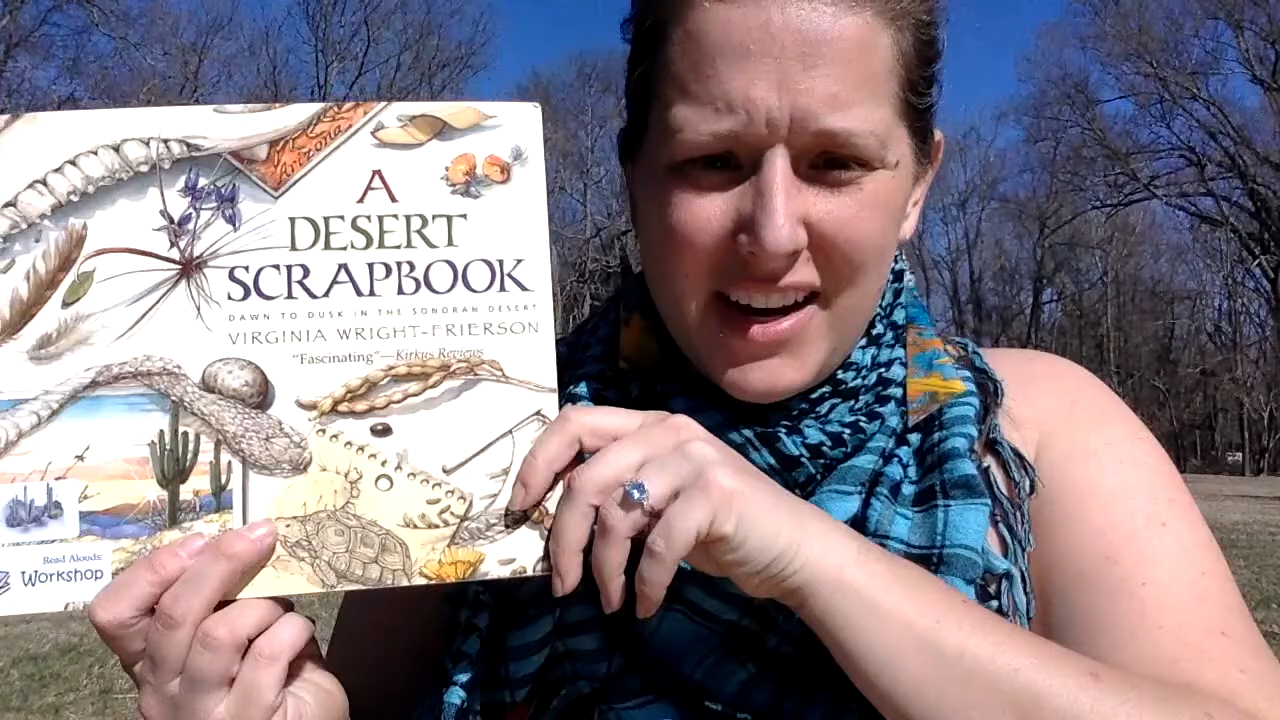 Arizona
A
DESERT
SCRAPBOOK
DAWN TO DUSK IN THE SONORAN DESERT
VIRGINIA WRIGHT-FRIERSON
"Fascinating"—Kirkus Reviews
Read Alouds
Workshop